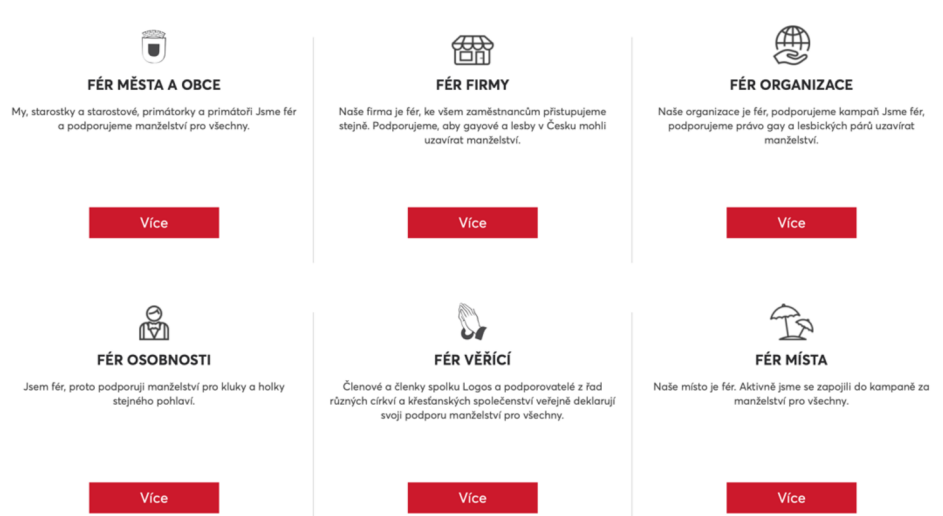 FÉR MĚSTA A OBCE
My, starostky a starostové, primátorky a primátoři Jsme fér
a podporujeme manželství pro všechny.
Více
FÉR FIRMY
Naše firma je fér, ke všem zaměstnancům přistupujeme
stejně. Podporujeme, aby gayové a lesby v Česku mohli
uzavírat manželství.
Více
FÉR ORGANIZACE
Naše organizace je fér, podporujeme kampaň Jsme fér,
podporujeme právo gay a lesbických párů uzavírat
manželství.
Více
FÉR OSOBNOSTI
Jsem fér, proto podporuji manželství pro kluky a holky
stejného pohlaví.
Více
FÉR VĚŘÍCÍ
Členové a členky spolku Logos a podporovatelé z řad
různých církví a křesťanských společenství veřejně deklarují
svoji podporu manželství pro všechny.
Více
FÉR MÍSTA
Naše místo je fér. Aktivně jsme se zapojili do kampaně za
manželství pro všechny.
Více